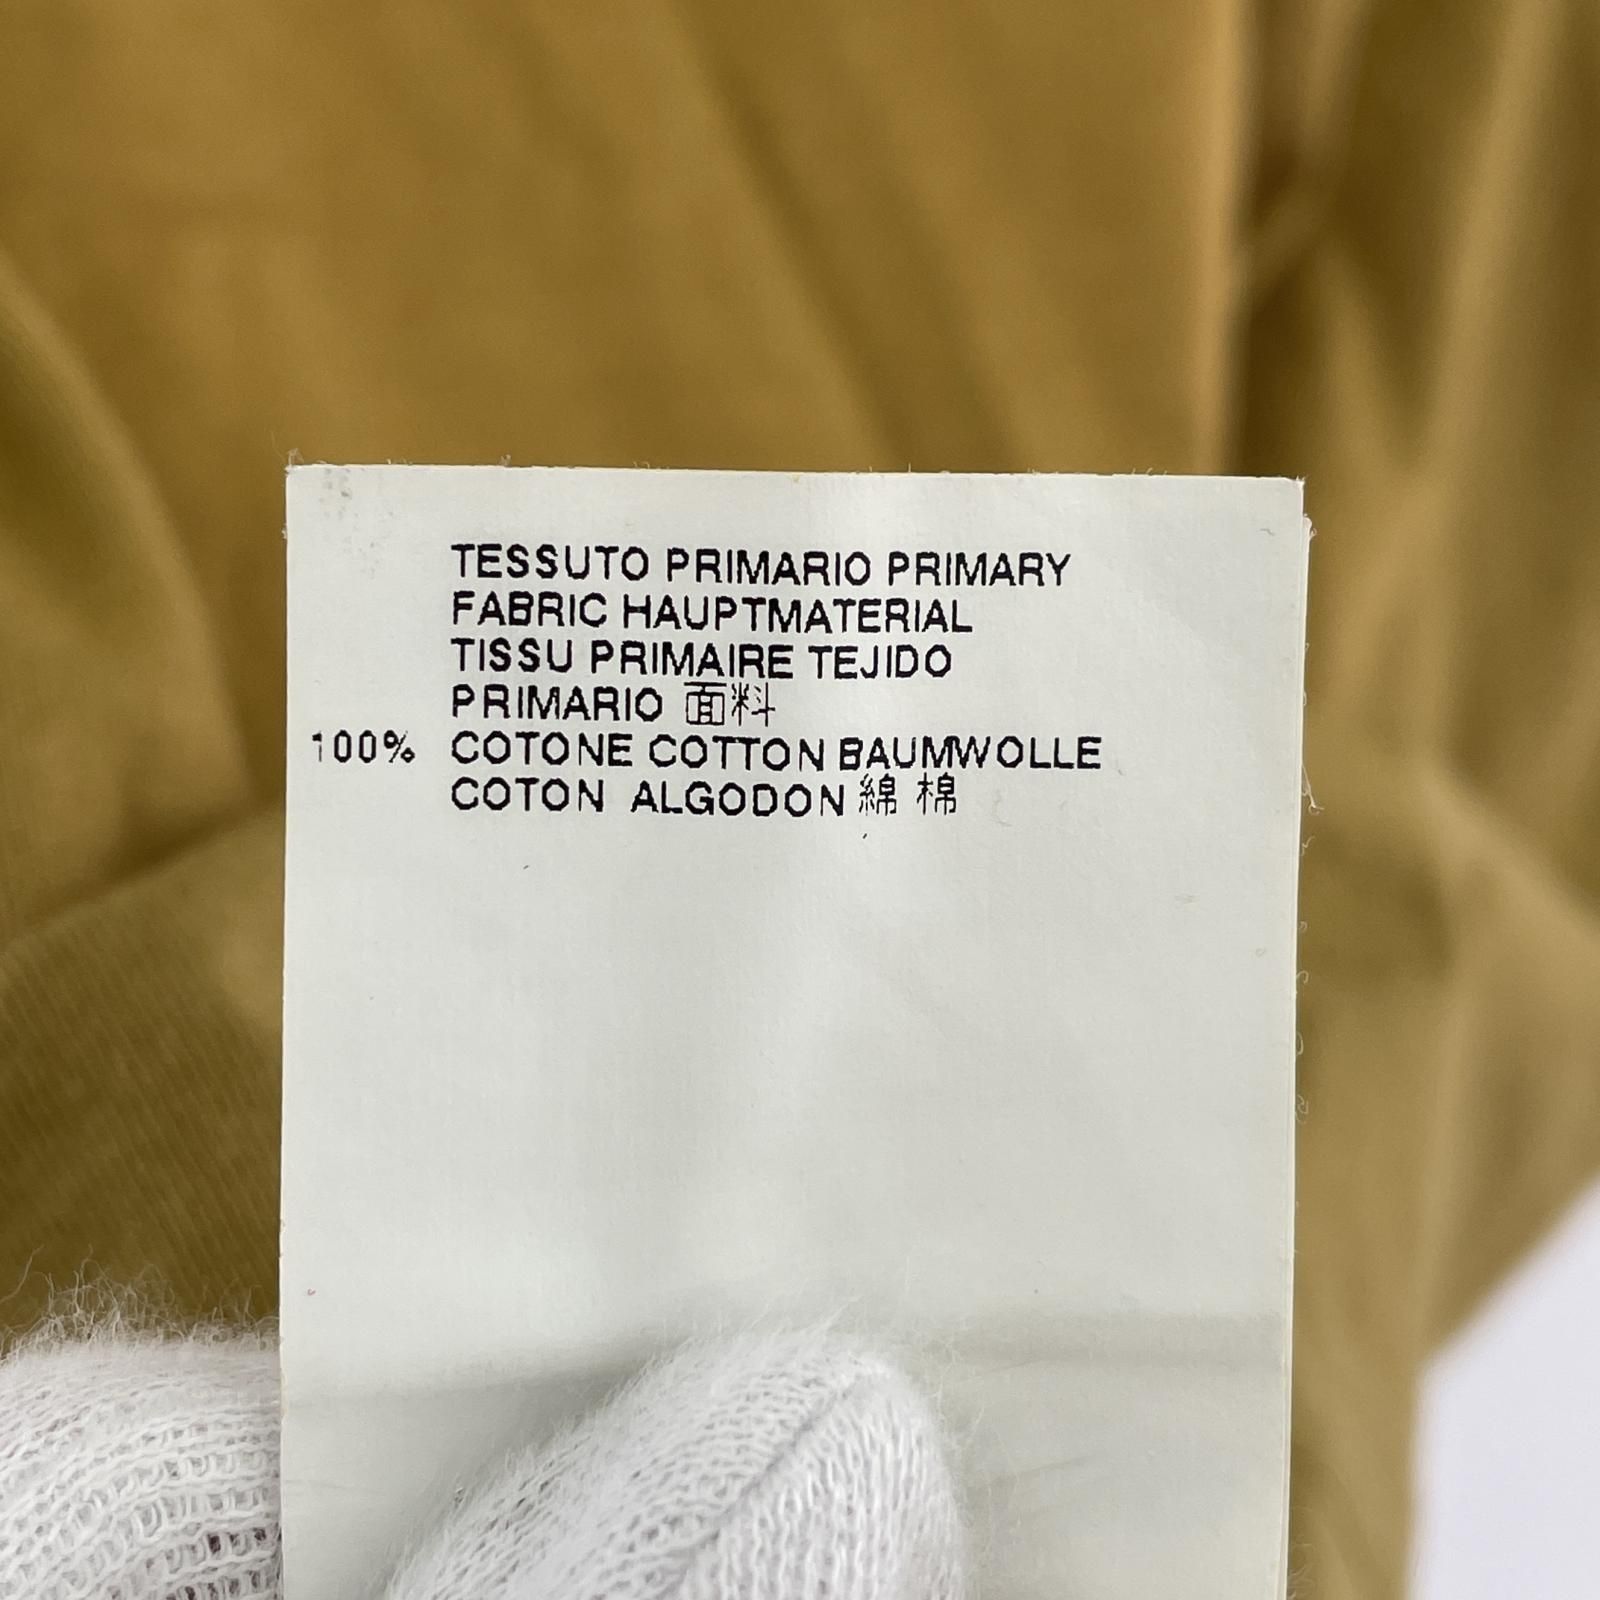 TESSUTO PRIMARIO PRIMARY
FABRIC HAUPTMATERIAL
TISSU PRIMAIRE TEJIDO
PRIMARIO 面料
100% COTONE COTTON BAUMWOLLE
COTON ALGODON 綿 棉